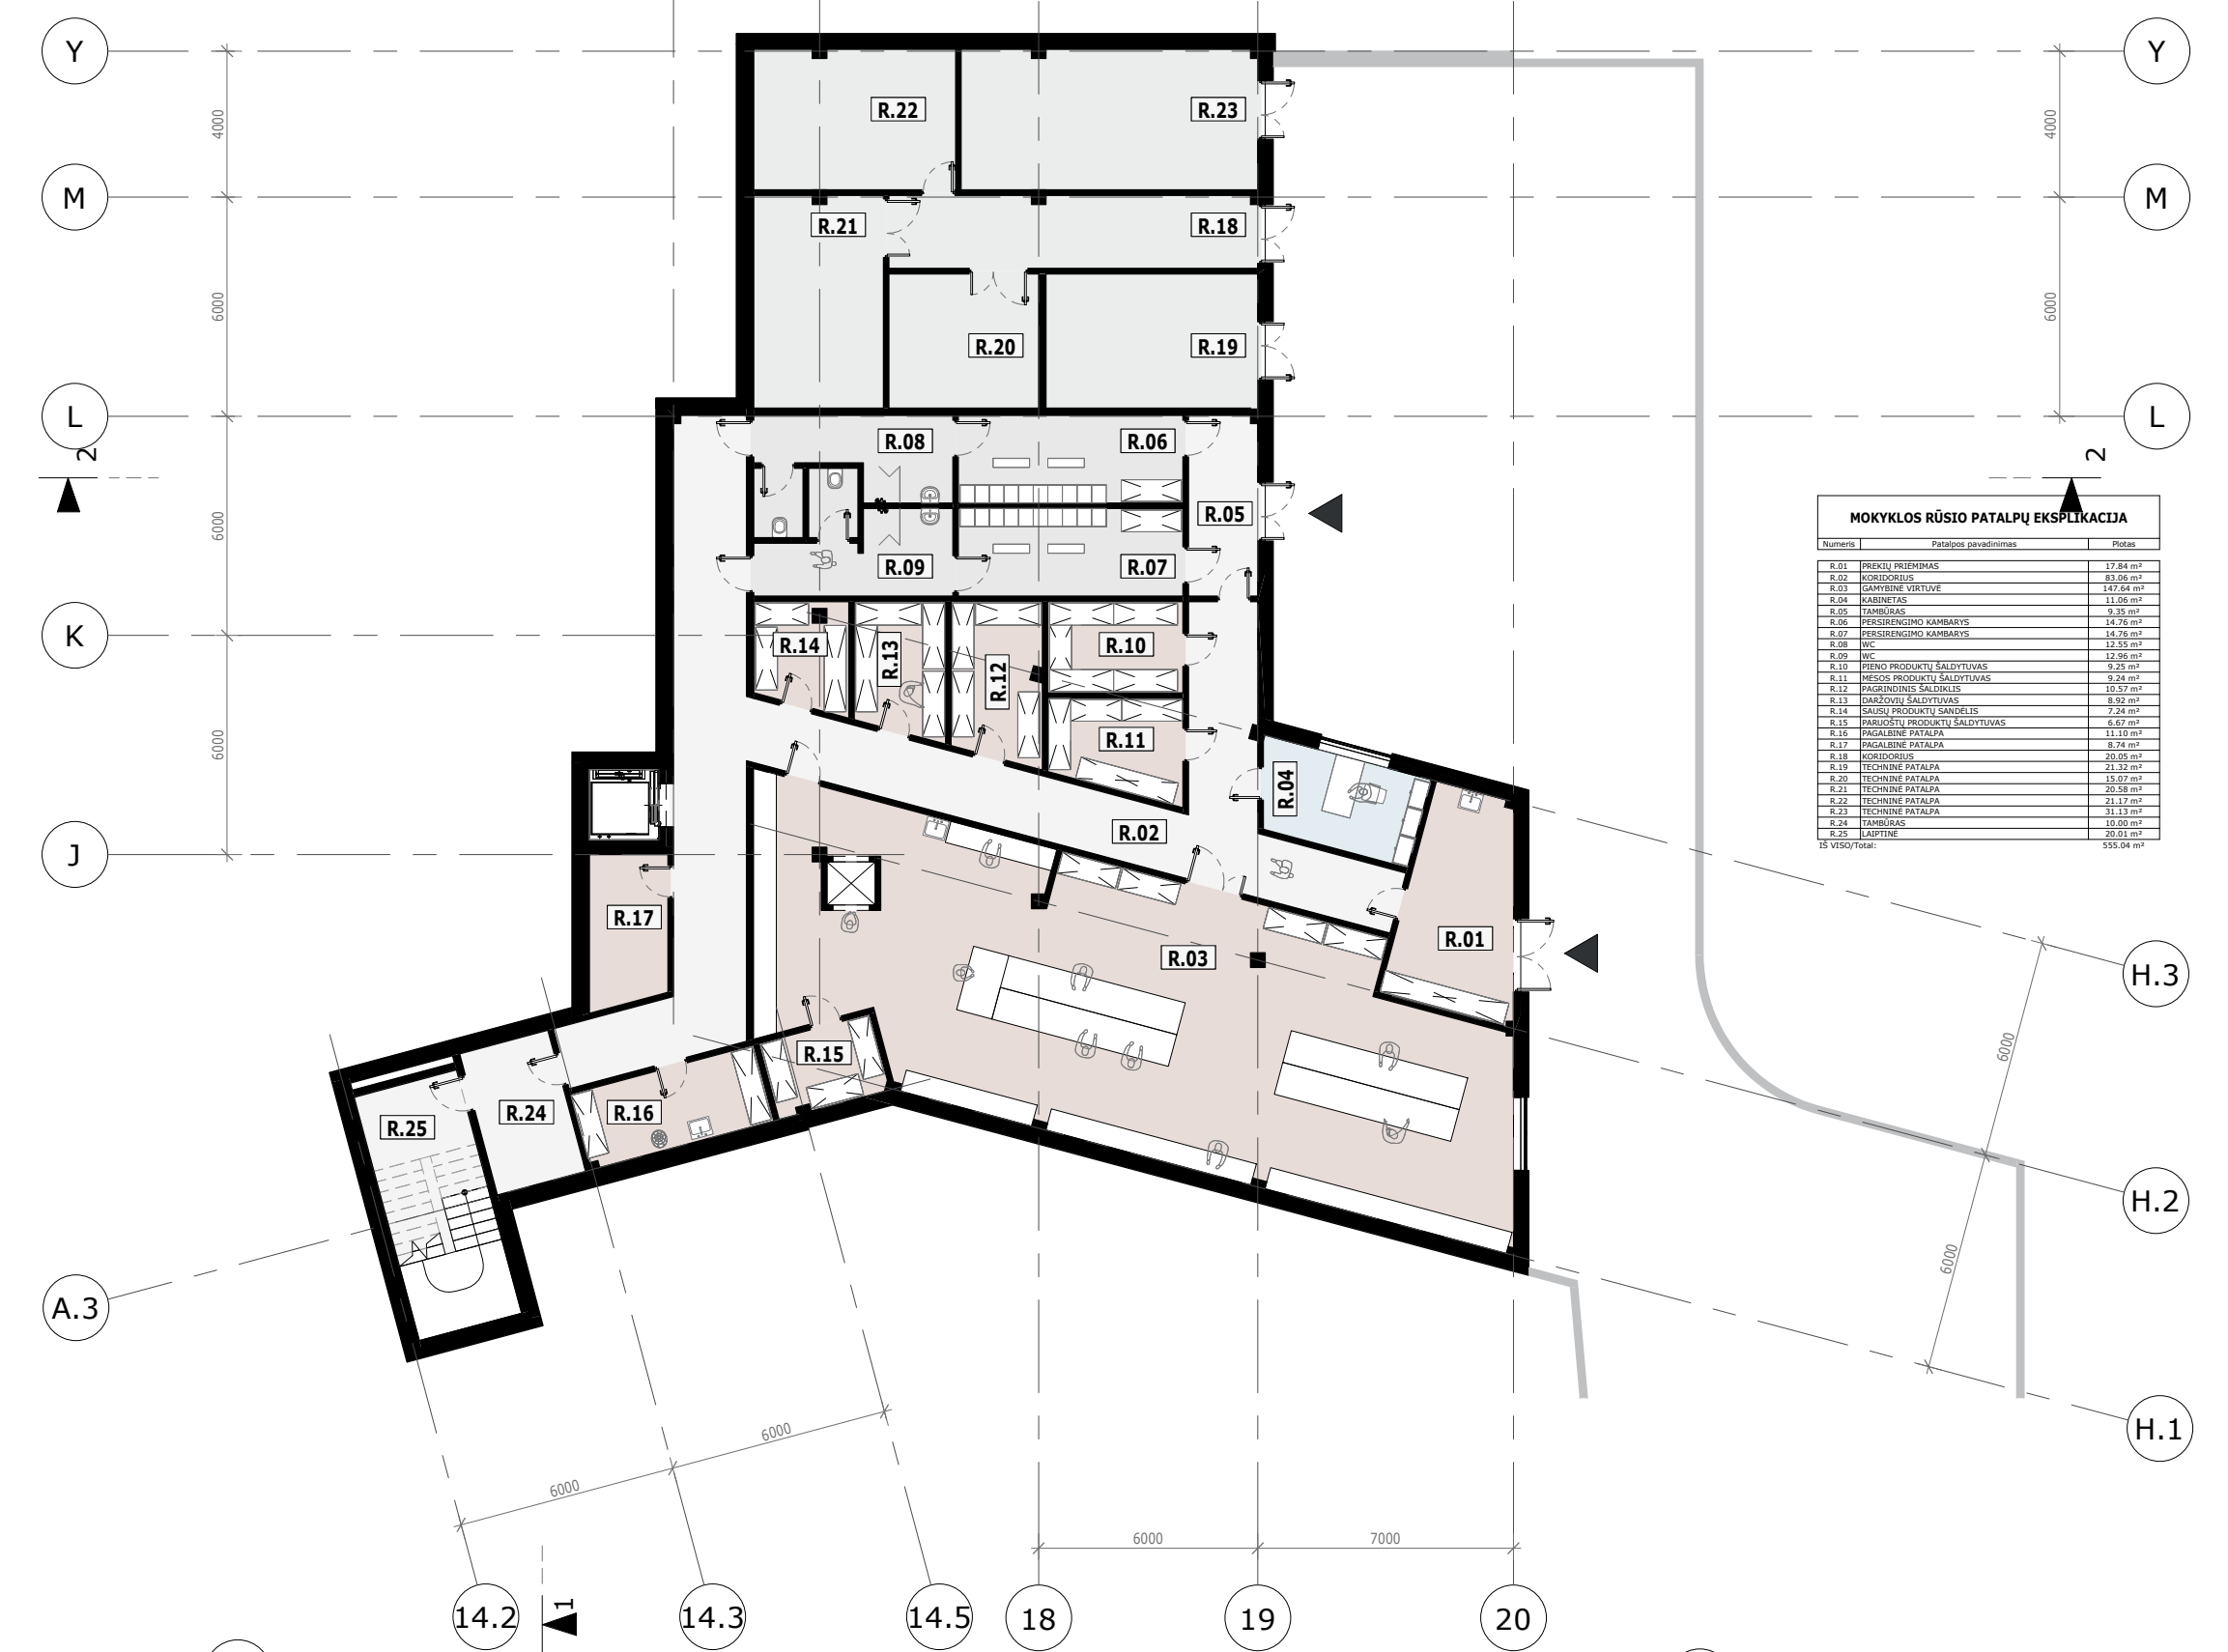 Y
Y
4000
4000
R.22
R.23
M
M
R.21
R.18
6000
6000
R.20
R.19
L
L
2
2
R.08
R.06
R.05
R.09
R.07
6000
MOKYKLOS RŪSIO PATALPŲ EKSPLIKACIJA
Numeris Patalpos pavadinimas Plotas
R.01 PREKIŲ PRIĖMIMAS 17.84 m²
R.02 KORIDORIUS 83.06 m²
R.03 GAMYBINĖ VIRTUVĖ 147.64 m²
R.04 KABINETAS 11.06 m²
R.05 TAMBŪRAS 9.35 m²
R.06 PERSIRENGIMO KAMBARYS 14.76 m²
R.07 PERSIRENGIMO KAMBARYS 14.76 m²
R.08 WC 12.55 m²
R.09 WC 12.96 m²
R.10 PIENO PRODUKTŲ ŠALDYTUVAS 9.25 m²
R.11 MĖSOS PRODUKTŲ ŠALDYTUVAS 9.24 m²
R.12 PAGRINDINIS ŠALDIKLIS 10.57 m²
R.13 DARŽOVIŲ ŠALDYTUVAS 8.92 m²
R.14 SAUSŲ PRODUKTŲ SANDĖLIS 7.24 m²
R.15 PARUOŠTŲ PRODUKTŲ ŠALDYTUVAS 6.67 m²
R.16 PAGALBINĖ PATALPA 11.10 m²
R.17 PAGALBINĖ PATALPA 8.74 m²
R.18 KORIDORIUS 20.05 m²
R.19 TECHNINĖ PATALPA 21.32 m²
R.20 TECHNINĖ PATALPA 15.07 m²
R.21 TECHNINĖ PATALPA 20.58 m²
R.22 TECHNINĖ PATALPA 21.17 m²
R.23 TECHNINĖ PATALPA 31.13 m²
R.24 TAMBŪRAS 10.00 m²
R.25 LAIPTINĖ 20.01 m²
IŠ VISO/Total: 555.04 m²
K
R.14
R.13
R.12
R.10
R.11
6000
R.04
R.02
J
R.17
R.03
R.01
H.3
R.15
R.25
R.24
R.16
6000
H.2
6000
A.3
H.1
6000
6000
6000
7000
14.2
1
14.3
14.5
18
19
20